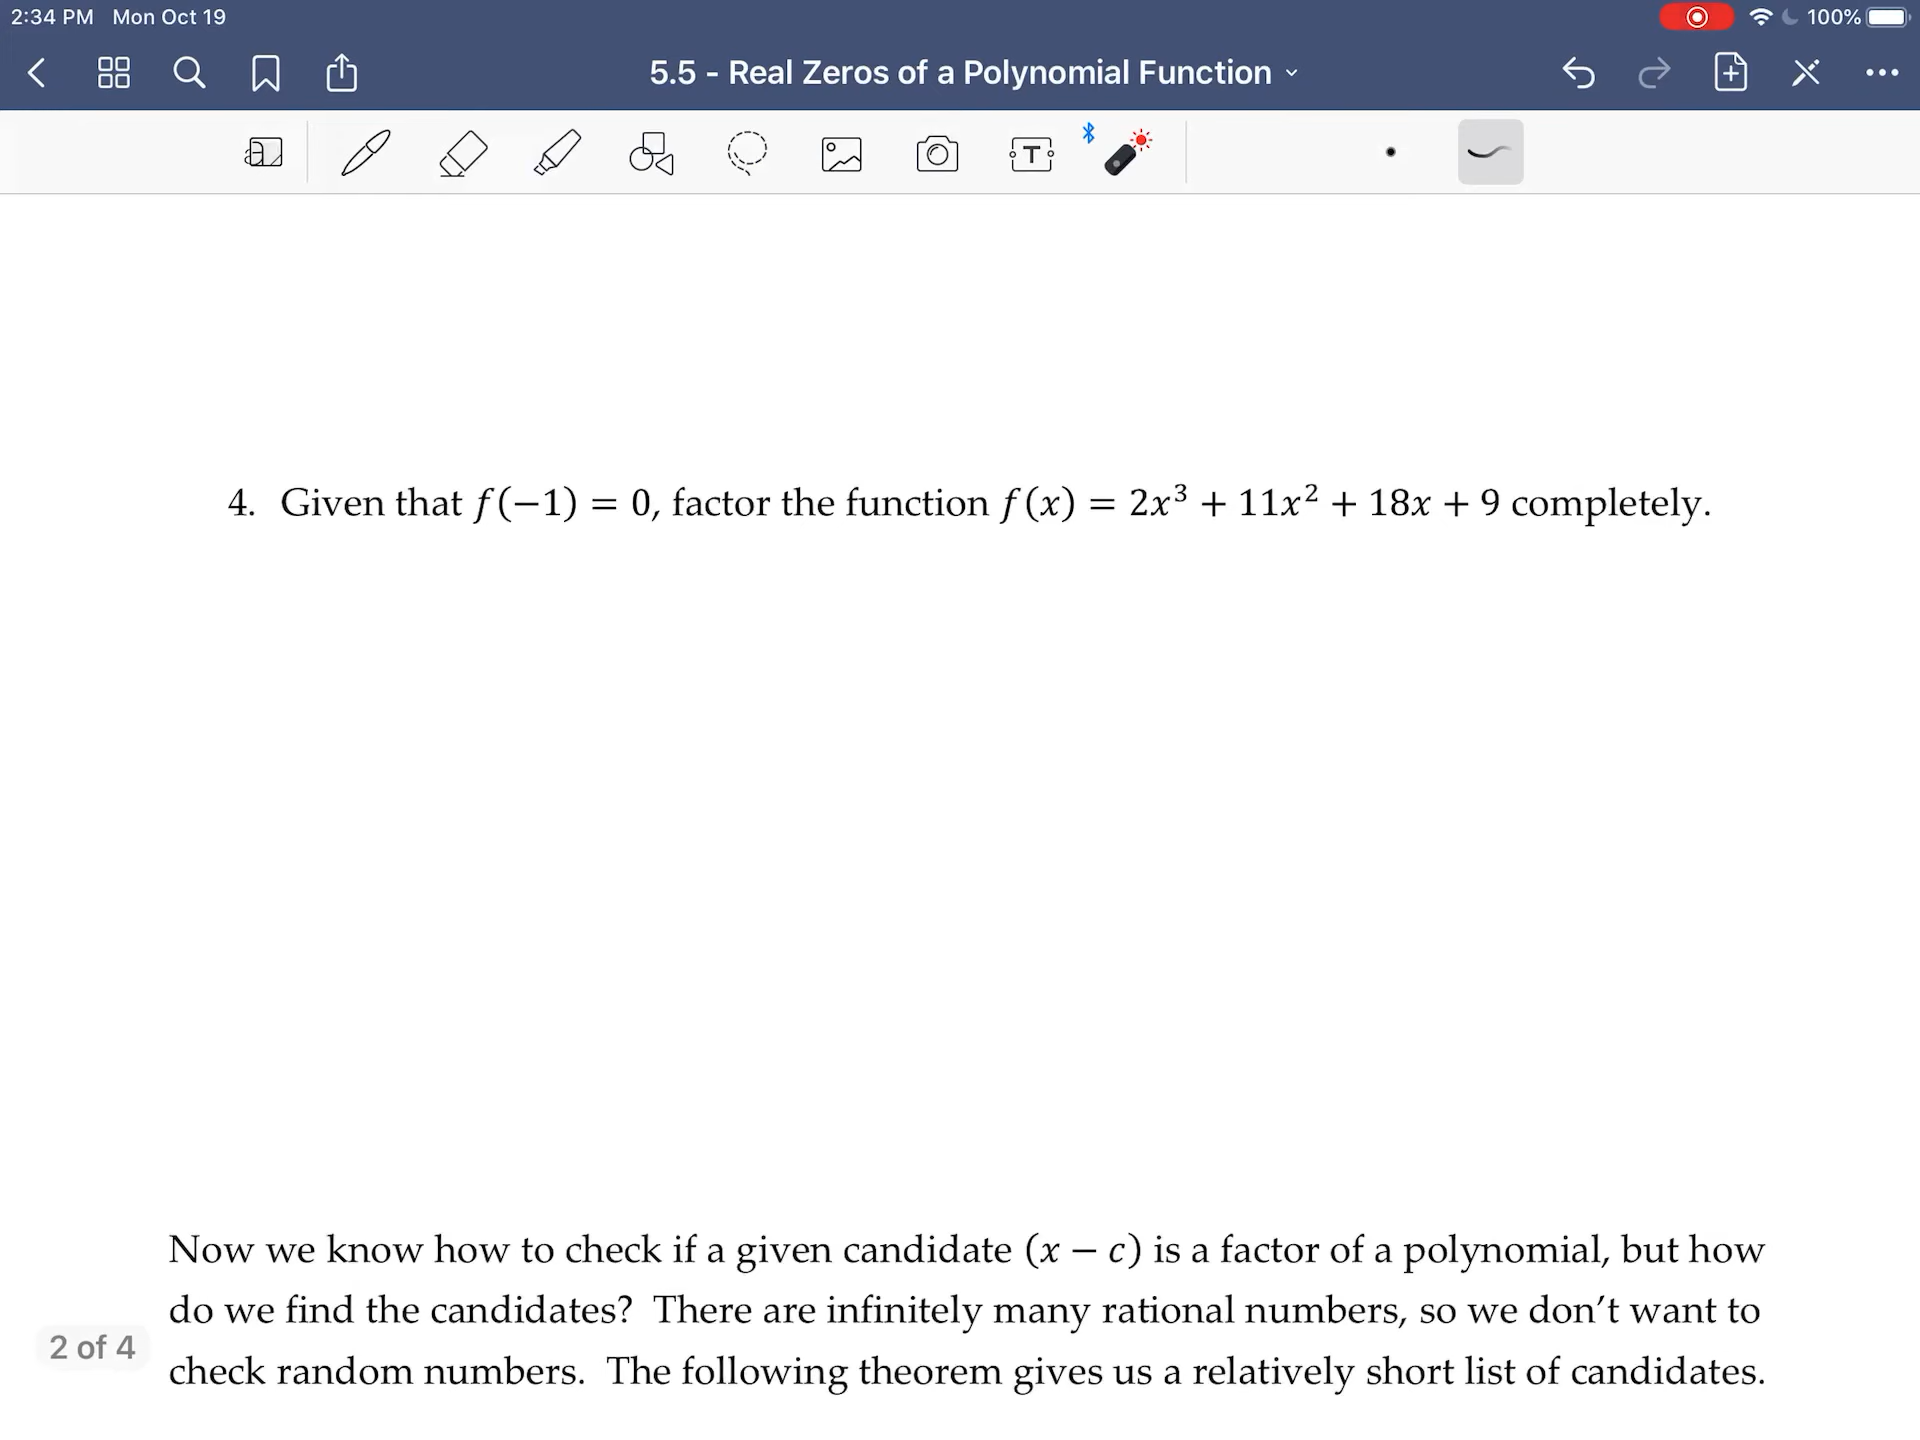 2:34 PM Mon Oct 19
100%
5.5 - Real Zeros of a Polynomial Function
a
T
4. Given that f(−1) = 0, factor the function f(x) = 2x³ + 11x² + 18x + 9 completely.
Now we know how to check if a given candidate (x − c) is a factor of a polynomial, but how
do we find the candidates? There are infinitely many rational numbers, so we don’t want to
2 of 4
check random numbers. The following theorem gives us a relatively short list of candidates.